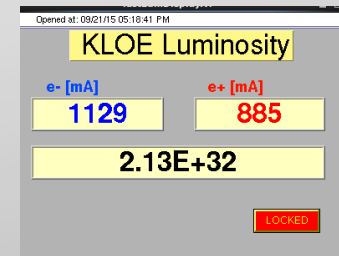 Opened at: 09/21/15 05:18:41 PM
KLOE Luminosity
e- [mA] e+ [mA]
1129 885
2.13E+32
LOCKED